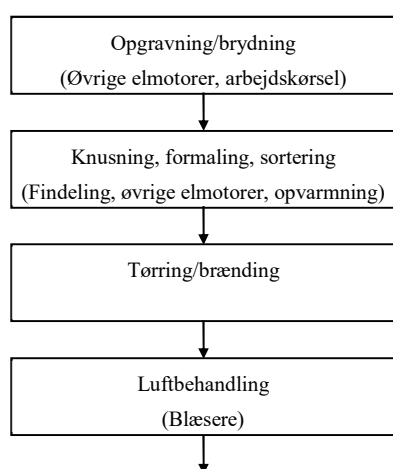 Opgravning/brydning
(Øvrige elmotorer, arbejdskørsel)
Knusning, formaling, sortering
(Findeling, øvrige elmotorer, opvarmning)
Tørring/brænding
Luftbehandling
(Blæsere)